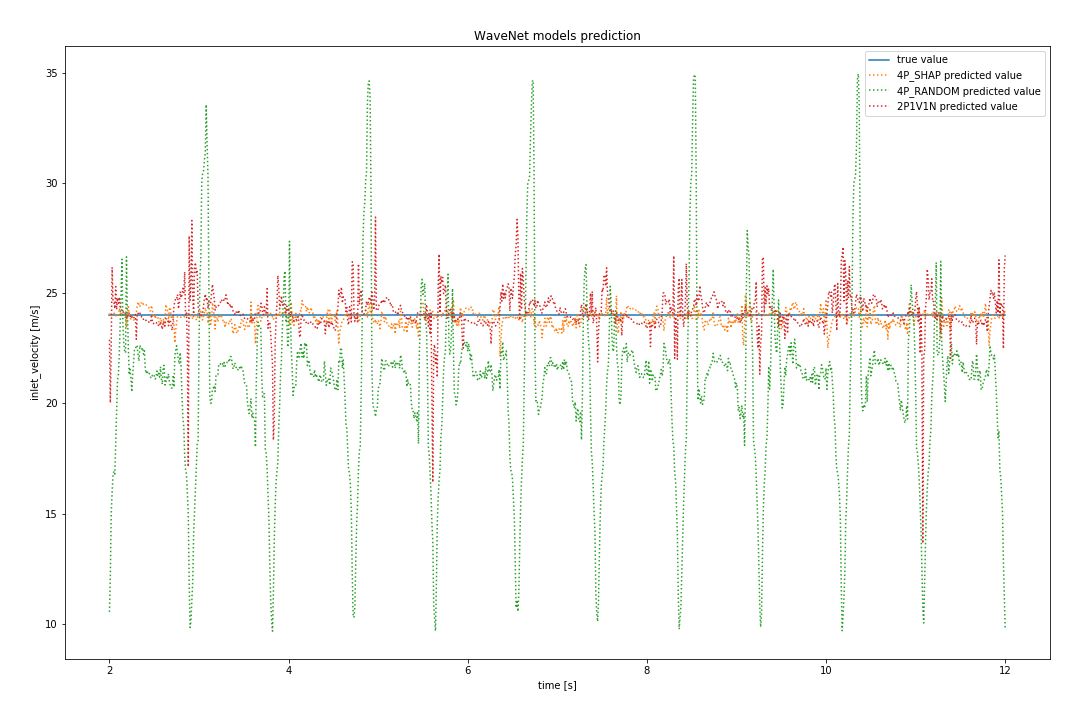 WaveNet models prediction
true value
4P_SHAP predicted value
4P_RANDOM predicted value
2P1V1N predicted value
inlet_velocity [m/s]
35
30
25
20
15
10
2
4
6
8
10
12
time [s]